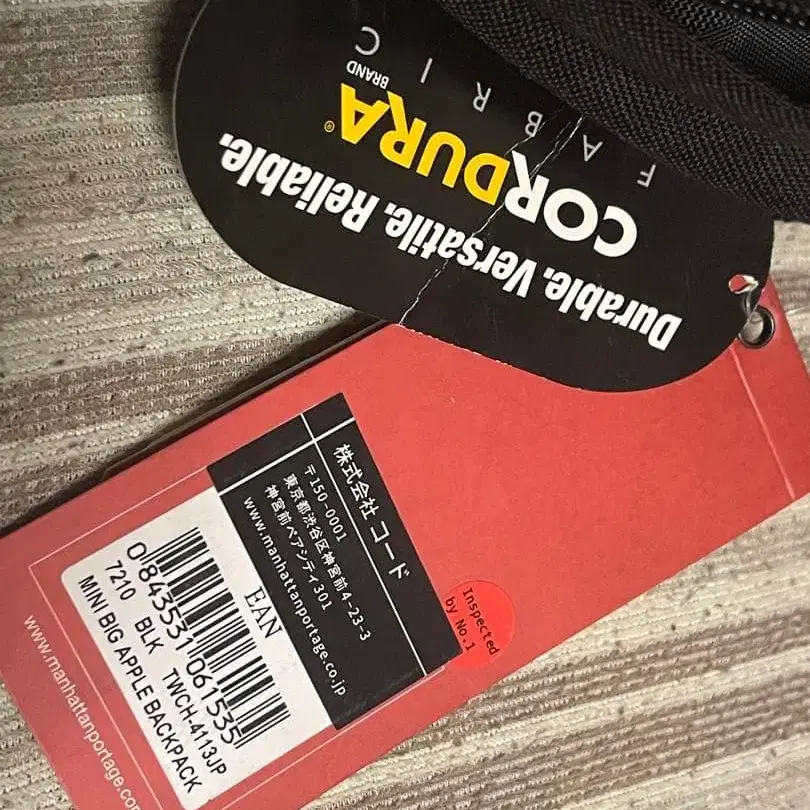 Durable. Versatile. Reliable.
CORDURA®
BRAND
FABRIC
株式会社 コード
〒150-0001
東京都渋谷区神宮前4-23-3
神宮前ペアシティ301
www.manhattanportage.co.jp
Inspected
by No.1
EAN
0843531061535
7210 BLK TWCH-4113JP
MINI BIG APPLE BACKPACK
www.manhattanportage.co